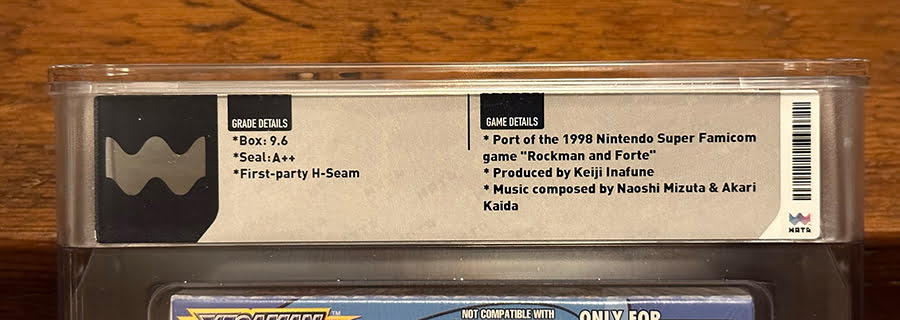 GRADE DETAILS
*Box: 9.6
*Seal: A++
*First-party H-Seam
GAME DETAILS
* Port of the 1998 Nintendo Super Famicom
game "Rockman and Forte"
* Produced by Keiji Inafune
* Music composed by Naoshi Mizuta & Akari
Kaida
WATA
MEGAMAN™
NOT COMPATIBLE WITH
ONLY FOR